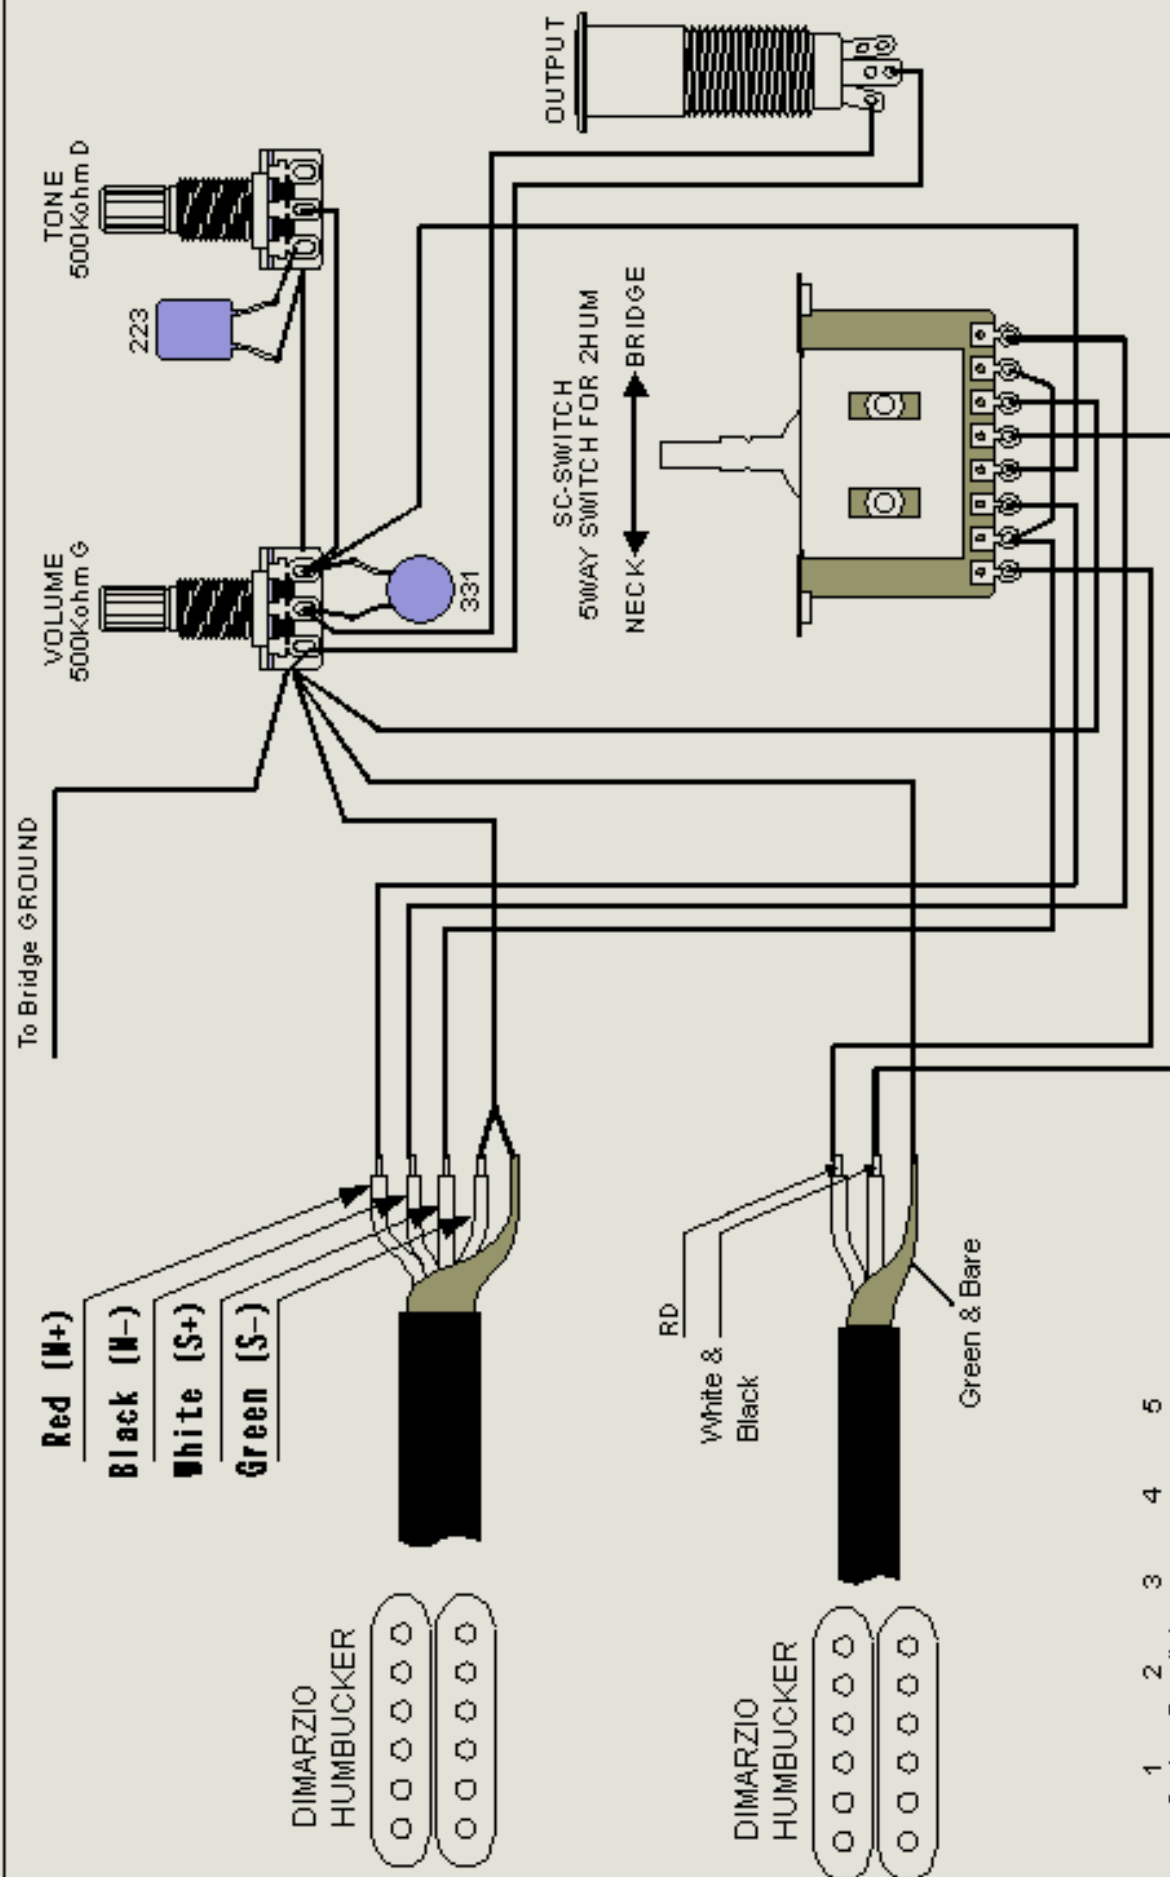 OUTPUT
TONE
500Kohm D
223
VOLUME
500Kohm G
331
SC-SWITCH
5WAY SWITCH FOR 2HUM
NECK BRIDGE
To Bridge GROUND
Red (N+)
Black (N-)
White (S+)
Green (S-)
DIMARZIO
HUMBUCKER
RD
White &
Black
Green & Bare
DIMARZIO
HUMBUCKER
1 2 3 4 5